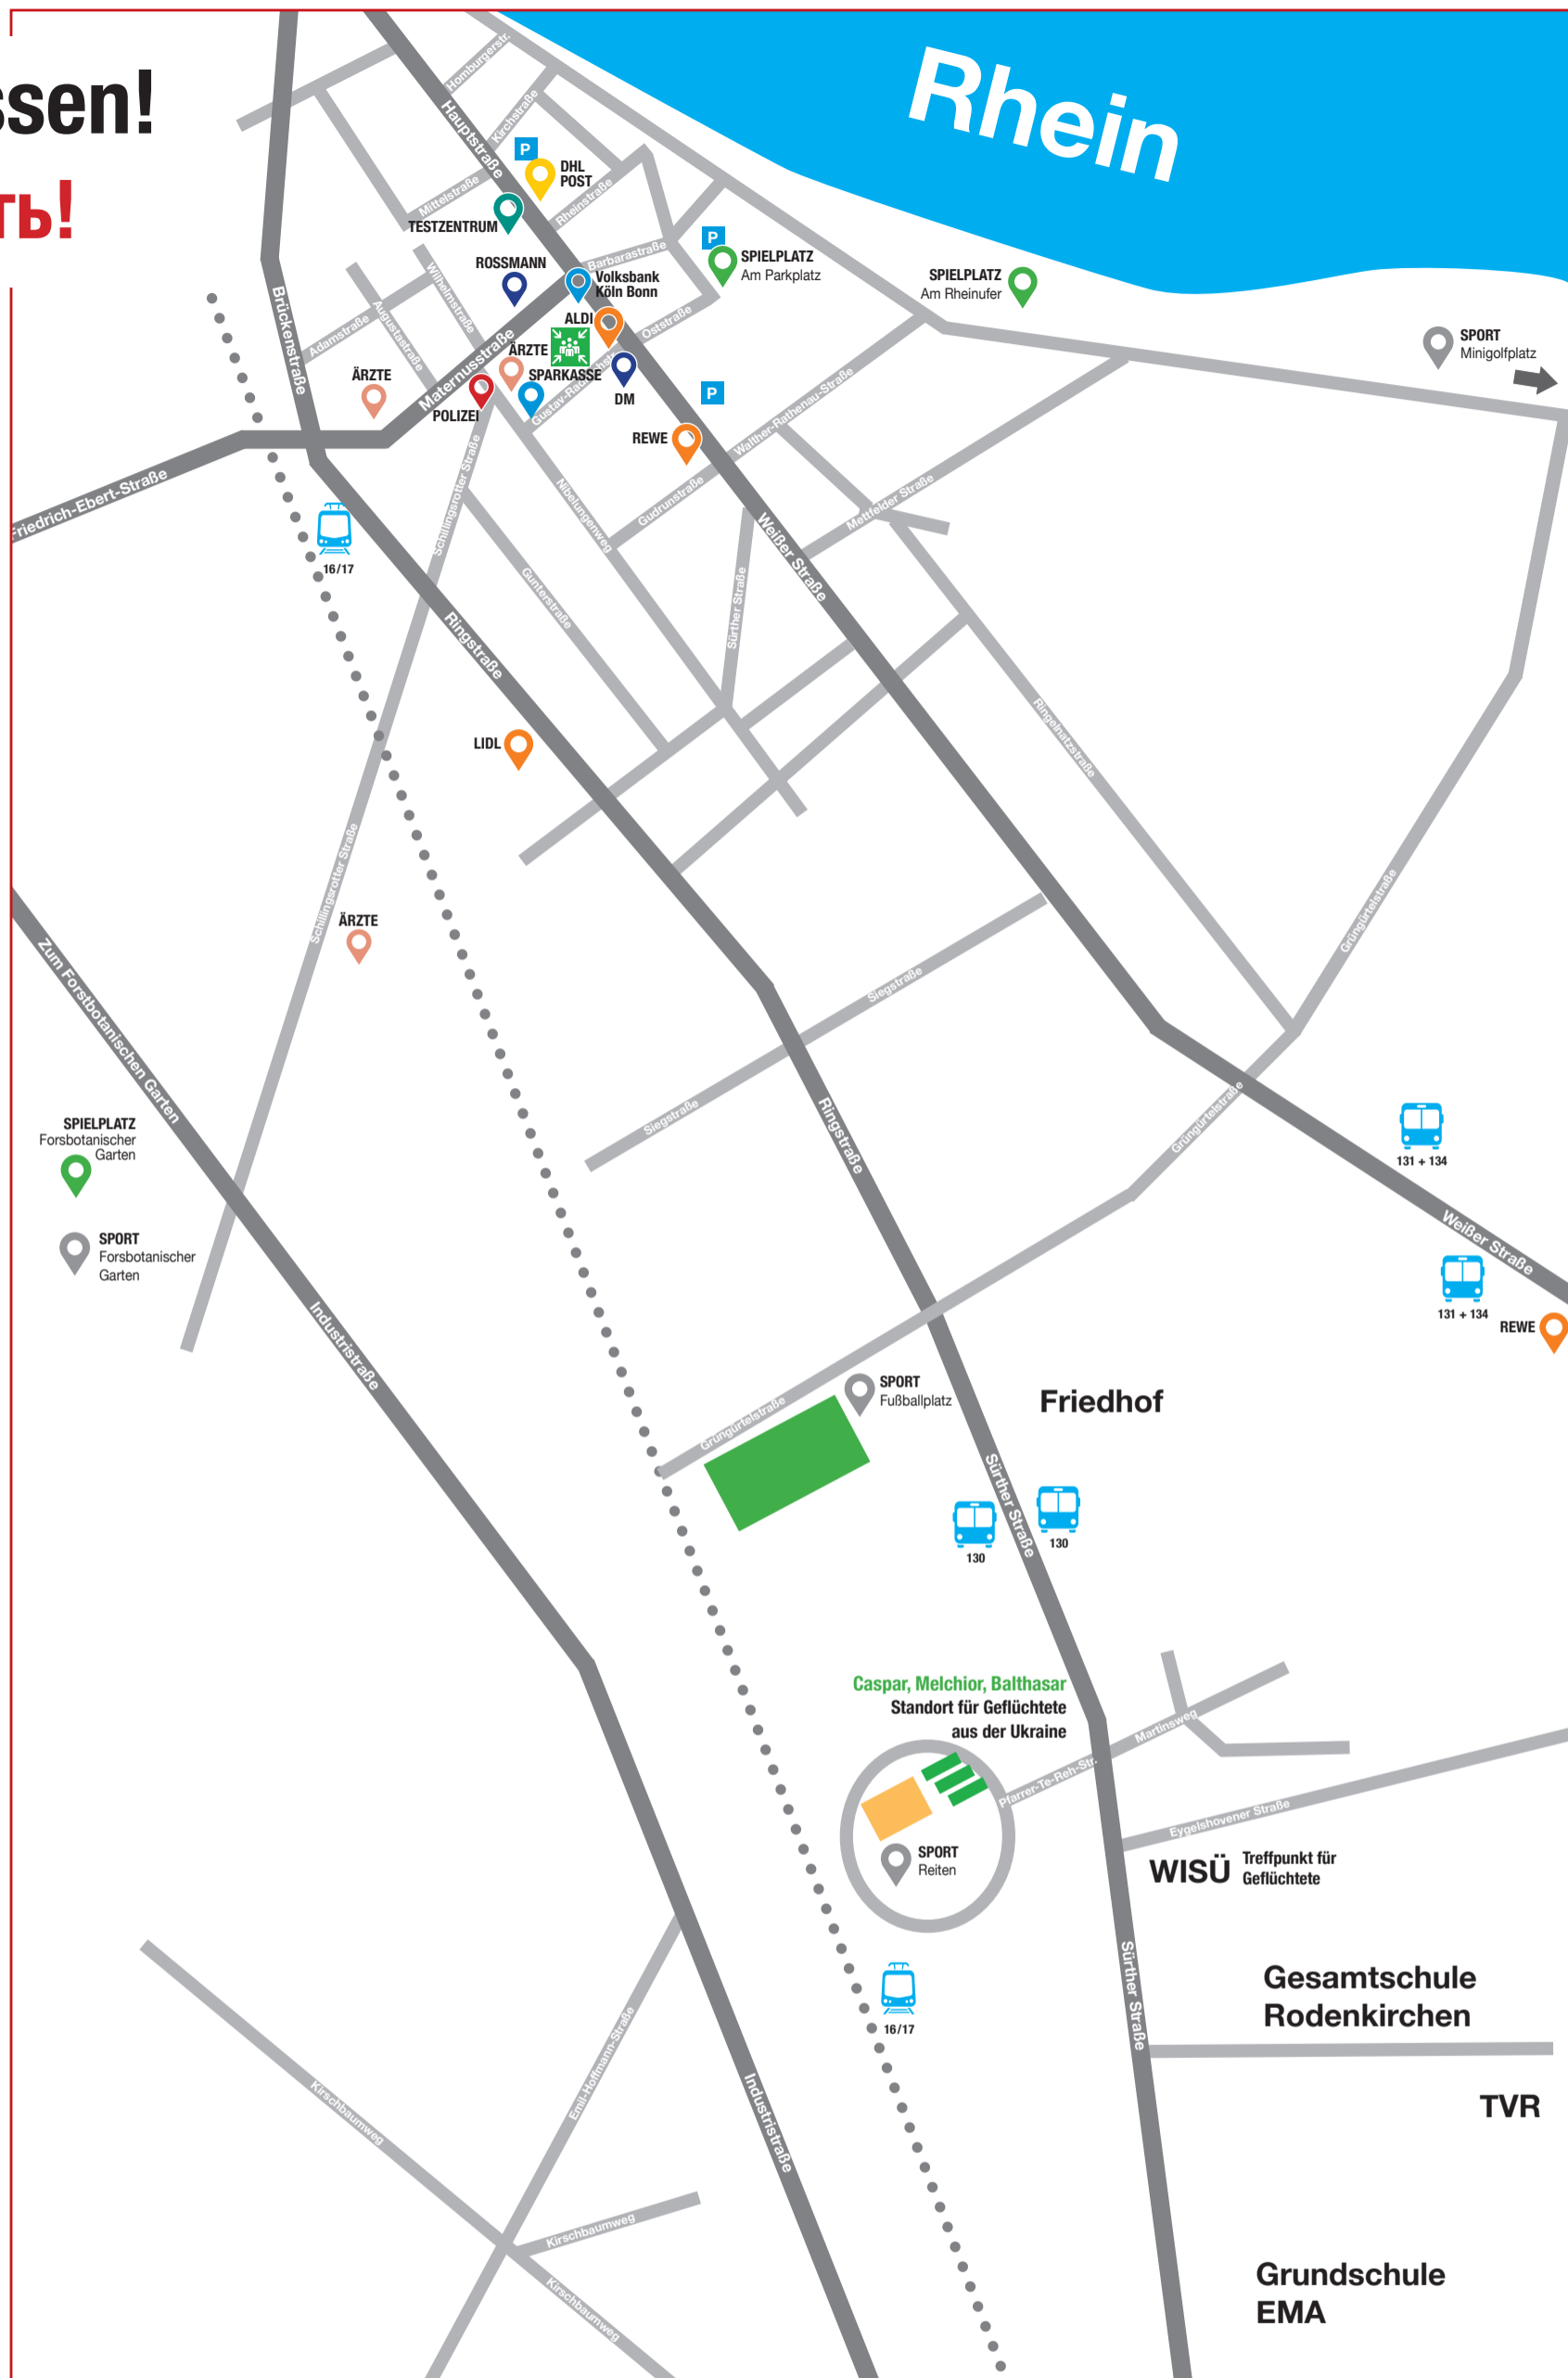 ssen!
ть!
Rhein
Homburgerstr.
Hauptstraße
Kirchstraße
P
DHL
POST
Mittelstraße
Rheinstraße
TESTZENTRUM
Barbarastraße
P
SPIELPLATZ
Am Parkplatz
ROSSMANN
Volksbank
Köln Bonn
SPIELPLATZ
Am Rheinufer
Wilhelmstraße
Brückenstraße
Augustastraße
Adamstraße
ALDI
Oststraße
Maternusstraße
ÄRZTE
SPARKASSE
SPORT
Minigolfplatz
ÄRZTE
POLIZEI
DM
P
REWE
Walther-Rathenau-Straße
Friedrich-Ebert-Straße
Schillingsrotter Straße
Nibelungenweg
Gudrunstraße
Mettfelder Straße
Weißer Straße
16/17
Gunterstraße
Sürther Straße
Ringstraße
Ringelnatzstraße
LIDL
Schillingsrotter Straße
ÄRZTE
Grüngürtelstraße
Zum Forstbotanischen Garten
Siegstraße
Siegstraße
Ringstraße
Grüngürtelstraße
SPIELPLATZ
Forsbotanischer
Garten
131 + 134
SPORT
Forsbotanischer
Garten
Weißer Straße
131 + 134
REWE
Industristraße
SPORT
Fußballplatz
Grüngürtelstraße
Friedhof
Sürther Straße
130
130
Caspar, Melchior, Balthasar
Standort für Geflüchtete
aus der Ukraine
Martinsweg
Pfarrer-Te-Reh-Str.
Eygelshovener Straße
SPORT
Reiten
WISÜ
Treffpunkt für
Geflüchtete
Sürther Straße
Gesamtschule
Rodenkirchen
16/17
Emil-Hoffmann-Straße
Kirschbaumweg
Industristraße
TVR
Kirschbaumweg
Kirschbaumweg
Grundschule
EMA